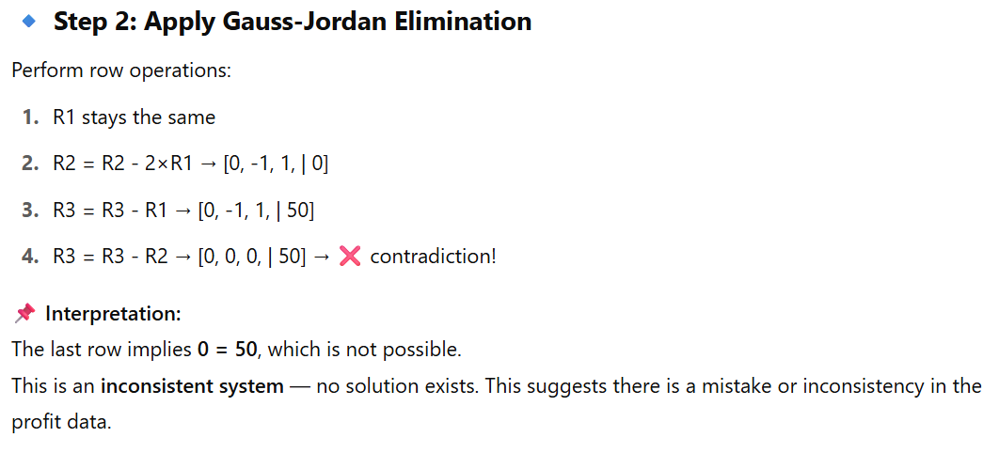 🔹 Step 2: Apply Gauss-Jordan Elimination
Perform row operations:
1. R1 stays the same
2. R2 = R2 - 2×R1 → [0, -1, 1, | 0]
3. R3 = R3 - R1 → [0, -1, 1, | 50]
4. R3 = R3 - R2 → [0, 0, 0, | 50] → ❌ contradiction!
📌 Interpretation:
The last row implies 0 = 50, which is not possible.
This is an inconsistent system — no solution exists. This suggests there is a mistake or inconsistency in the
profit data.